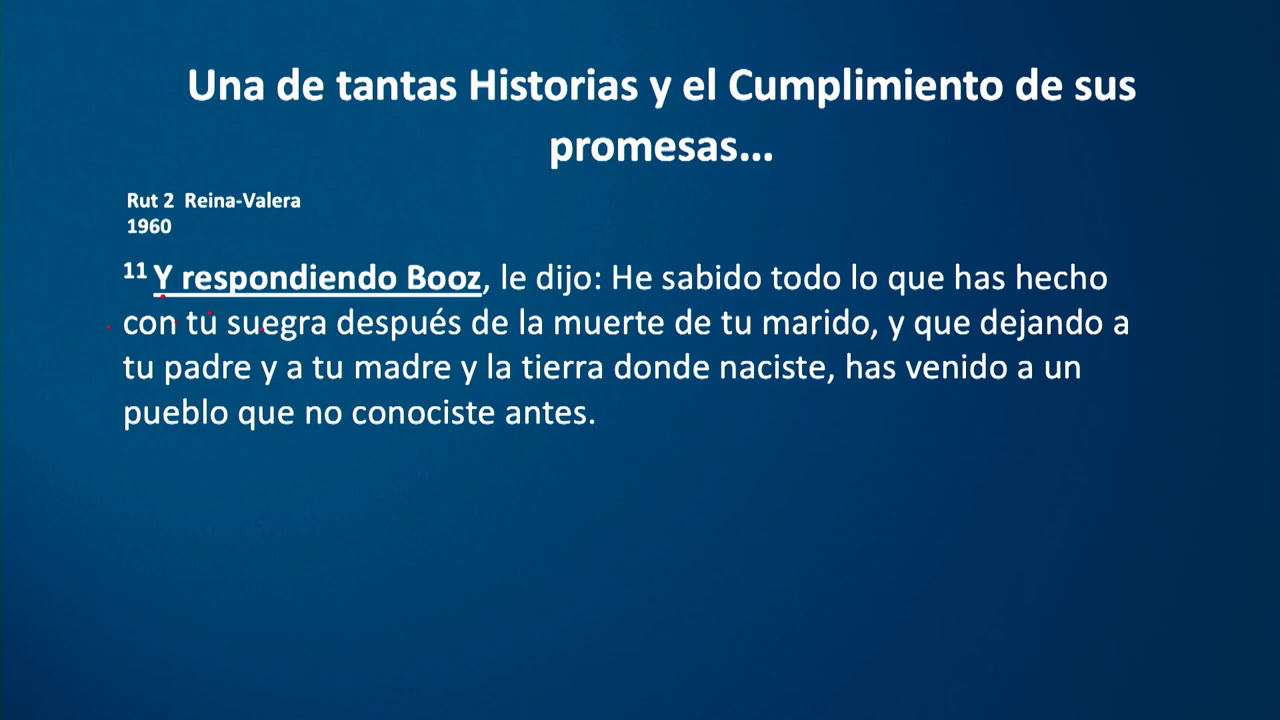 Una de tantas Historias y el Cumplimiento de sus
promesas...
Rut 2 Reina-Valera
1960
11 Y respondiendo Booz, le dijo: He sabido todo lo que has hecho
con tu suegra después de la muerte de tu marido, y que dejando a
tu padre y a tu madre y la tierra donde naciste, has venido a un
pueblo que no conociste antes.